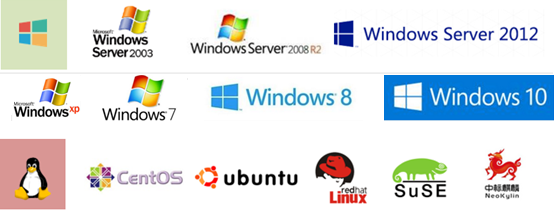 Microsoft
Windows
Server 2003
Windows Server 2008 R2
Windows Server 2012
Microsoft
Windows xp
Windows 7
Windows 8
Windows 10
CentOS
ubuntu
redhat
Linux
SuSE
中标麒麟
NeoKylin